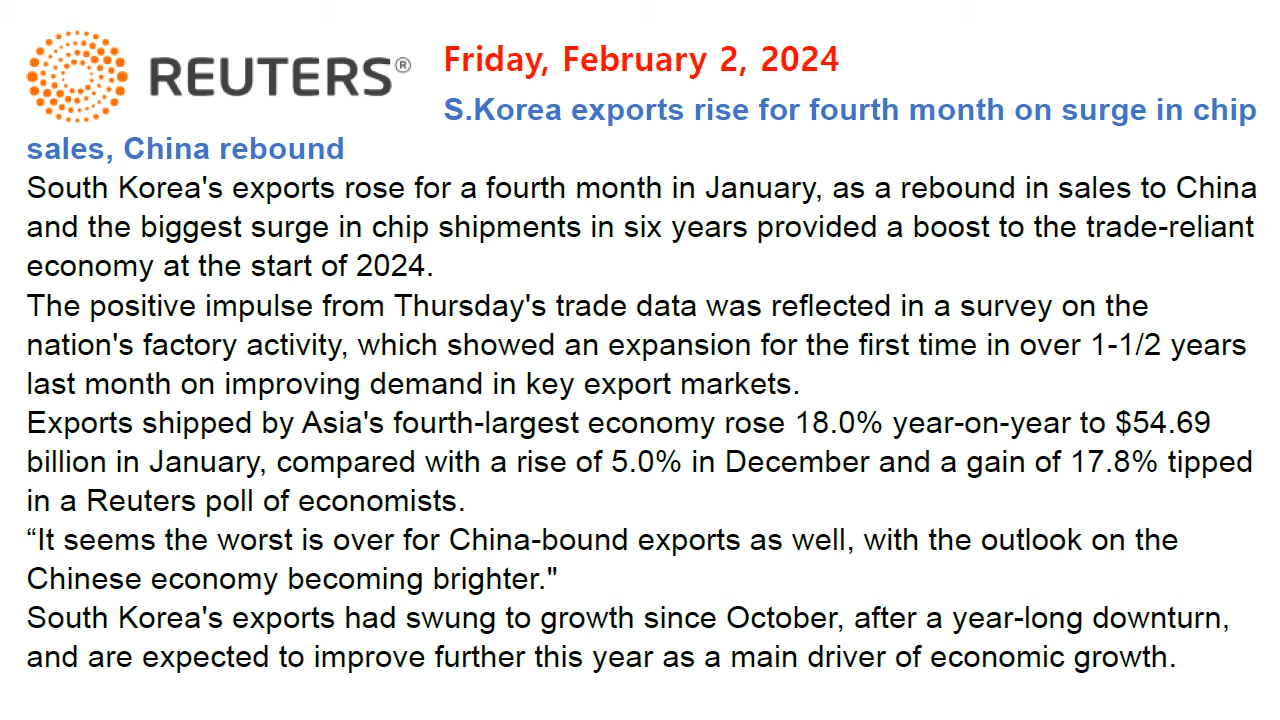 REUTERS®
Friday, February 2, 2024
S.Korea exports rise for fourth month on surge in chip
sales, China rebound
South Korea's exports rose for a fourth month in January, as a rebound in sales to China
and the biggest surge in chip shipments in six years provided a boost to the trade-reliant
economy at the start of 2024.
The positive impulse from Thursday's trade data was reflected in a survey on the
nation's factory activity, which showed an expansion for the first time in over 1-1/2 years
last month on improving demand in key export markets.
Exports shipped by Asia's fourth-largest economy rose 18.0% year-on-year to $54.69
billion in January, compared with a rise of 5.0% in December and a gain of 17.8% tipped
in a Reuters poll of economists.
“It seems the worst is over for China-bound exports as well, with the outlook on the
Chinese economy becoming brighter."
South Korea's exports had swung to growth since October, after a year-long downturn,
and are expected to improve further this year as a main driver of economic growth.